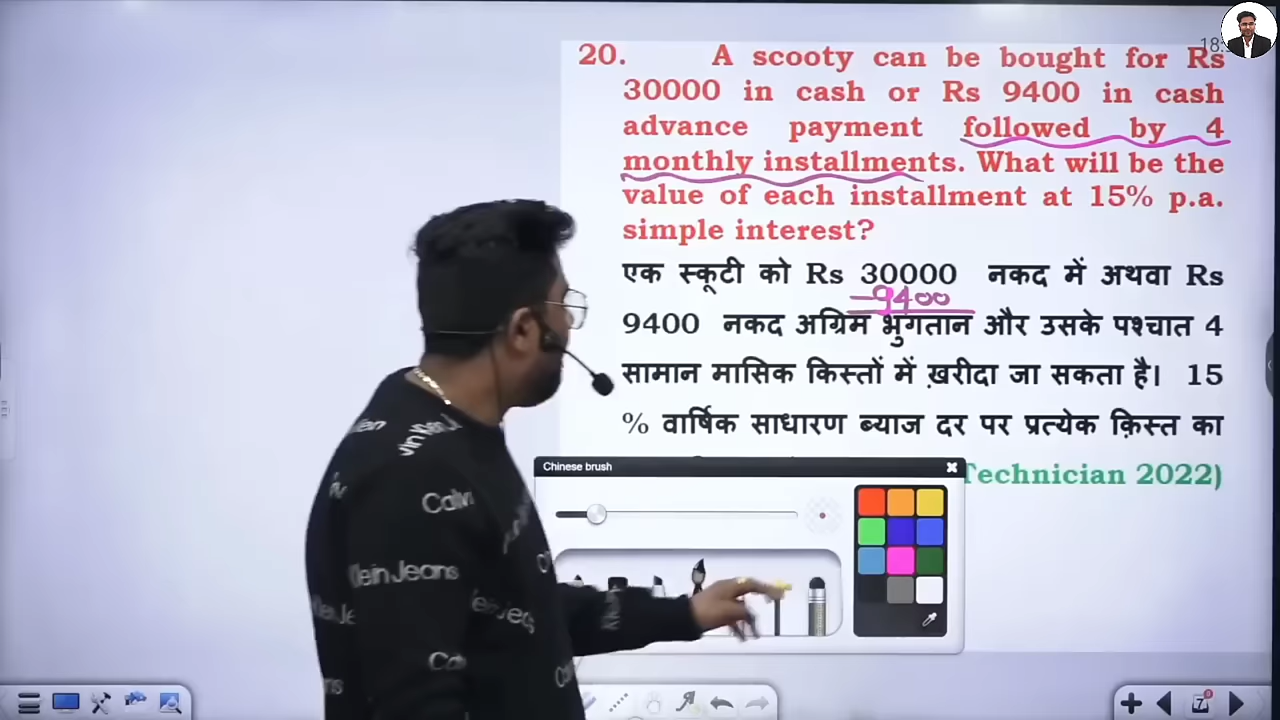 18:
20. A scooty can be bought for Rs
30000 in cash or Rs 9400 in cash
advance payment followed by 4
monthly installments. What will be the
value of each installment at 15% p.a.
simple interest?
एक स्कूटी को Rs 30000 नकद में अथवा Rs
-9400
9400 नकद अग्रिम भुगतान और उसके पश्चात 4
सामान मासिक किस्तों में ख़रीदा जा सकता है। 15
% वार्षिक साधारण ब्याज दर पर प्रत्येक क़िस्त का
Technician 2022)
Chinese brush
Calvin
Klein Jeans
7